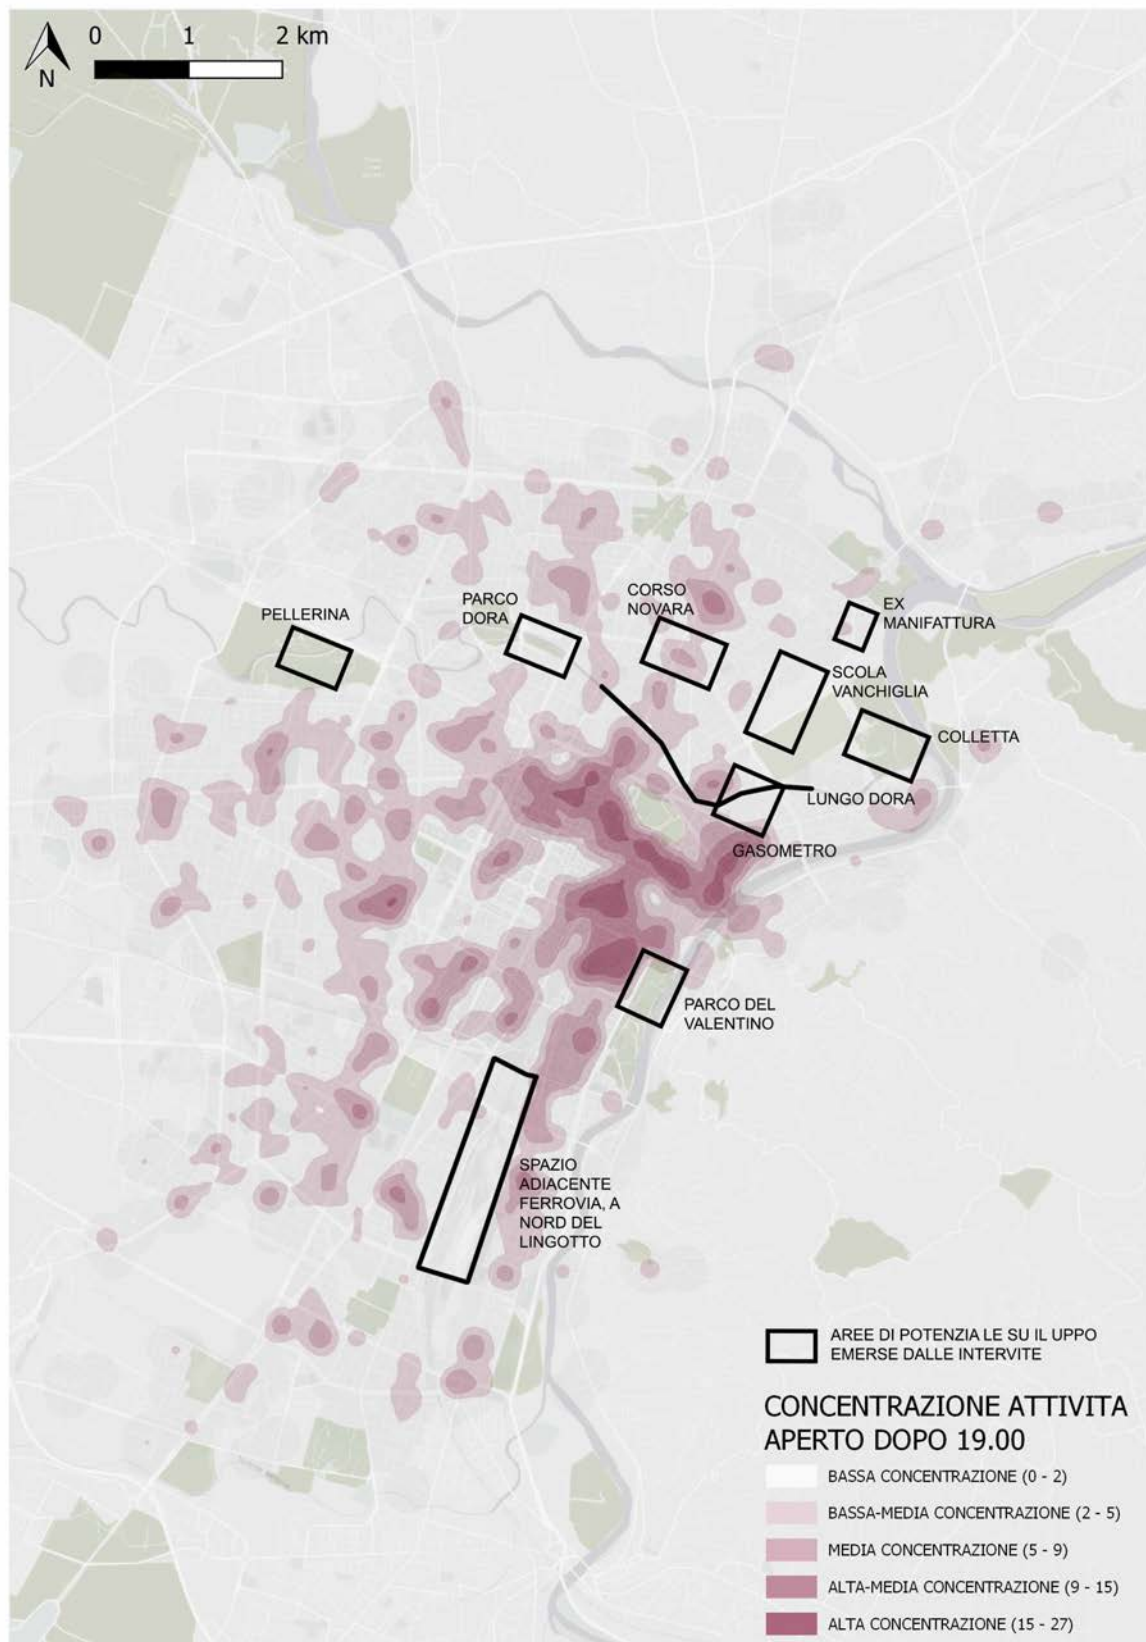 0 1 2 km
N
PELLERINA
PARCO
DORA
CORSO
NOVARA
EX
MANIFATTURA
SCOLA
VANCHIGLIA
COLLETTA
LUNGO DORA
GASOMETRO
PARCO DEL
VALENTINO
SPAZIO
ADIACENTE
FERROVIA, A
NORD DEL
LINGOTTO
AREE DI POTENZIA LE SU IL UPPO
EMERSE DALLE INTERVITE
CONCENTRAZIONE ATTIVITA
APERTO DOPO 19.00
BASSA CONCENTRAZIONE (0 - 2)
BASSA-MEDIA CONCENTRAZIONE (2 - 5)
MEDIA CONCENTRAZIONE (5 - 9)
ALTA-MEDIA CONCENTRAZIONE (9 - 15)
ALTA CONCENTRAZIONE (15 - 27)